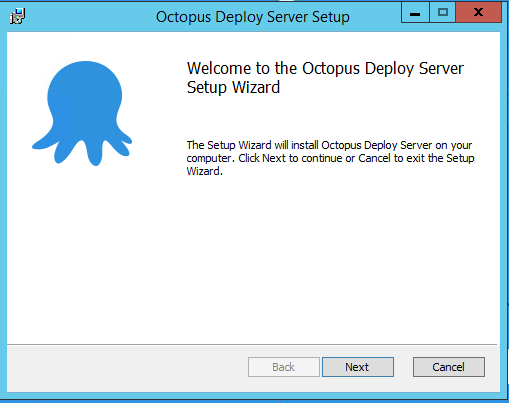 Octopus Deploy Server Setup
Welcome to the Octopus Deploy Server
Setup Wizard
The Setup Wizard will install Octopus Deploy Server on your
computer. Click Next to continue or Cancel to exit the Setup
Wizard.
Back Next Cancel